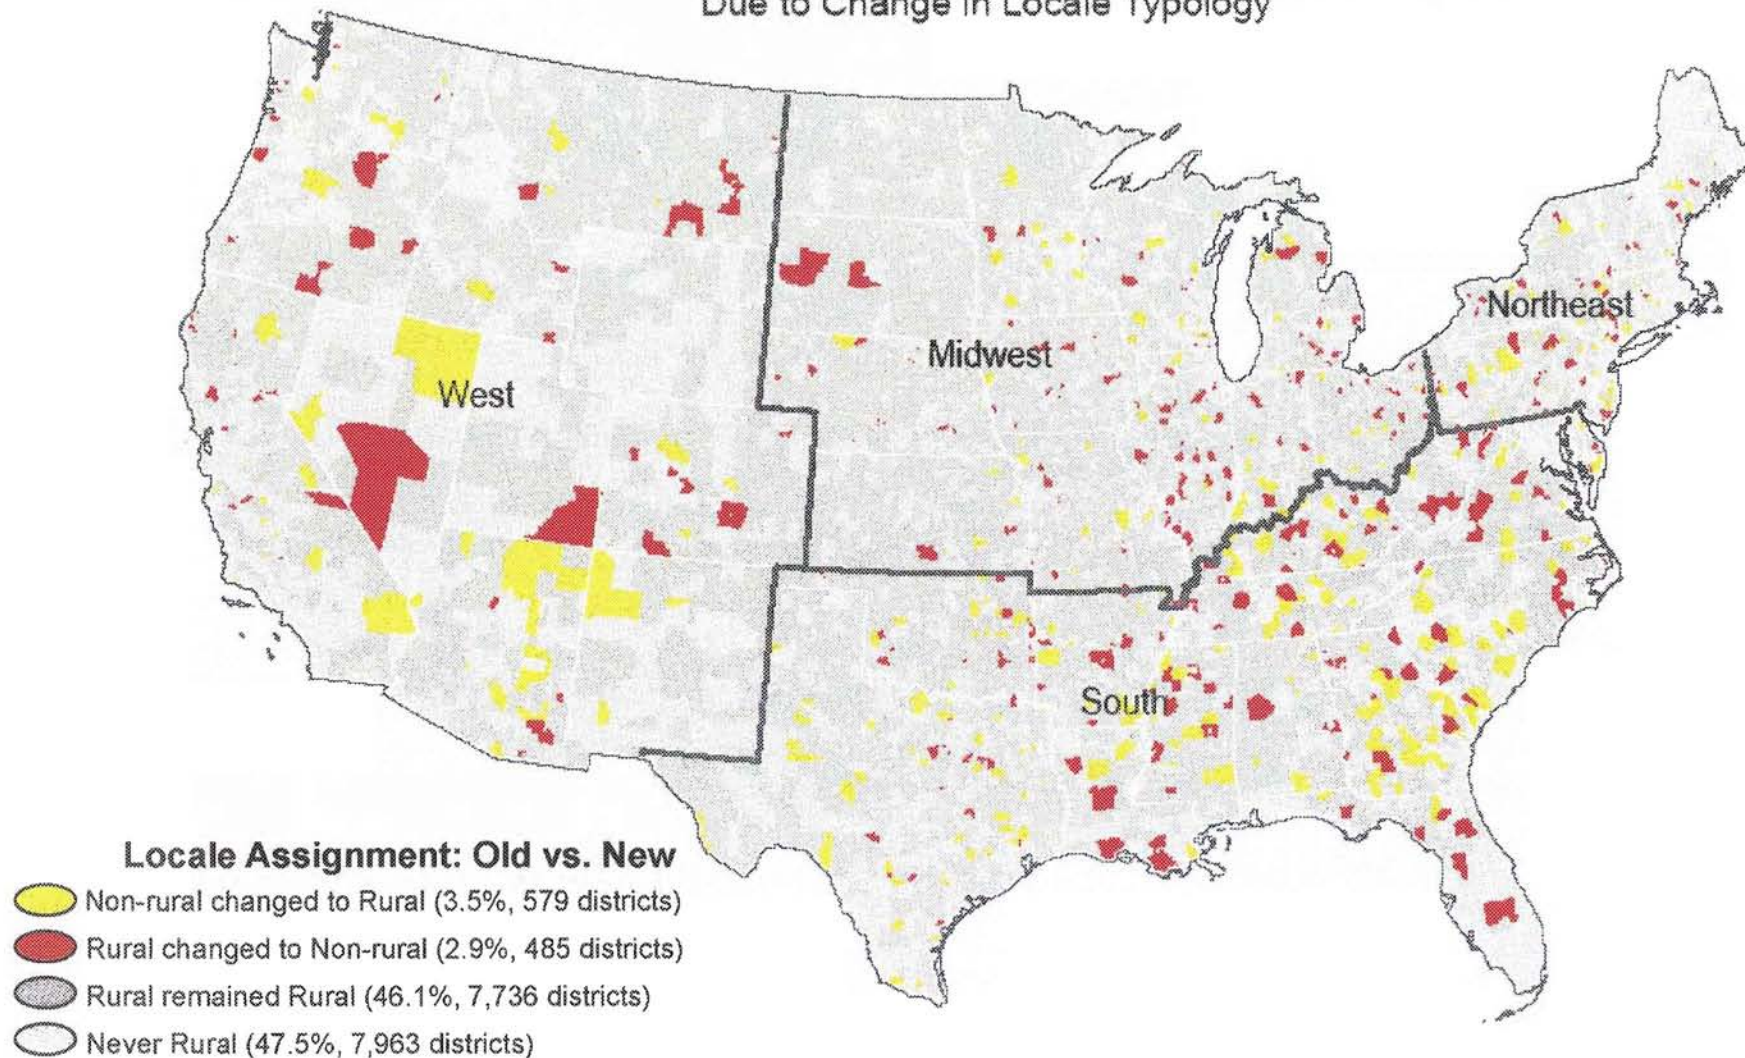 Due to Change in Locale Typology
Northeast
Midwest
West
South
Locale Assignment: Old vs. New
Non-rural changed to Rural (3.5%, 579 districts)
Rural changed to Non-rural (2.9%, 485 districts)
Rural remained Rural (46.1%, 7,736 districts)
Never Rural (47.5%, 7,963 districts)